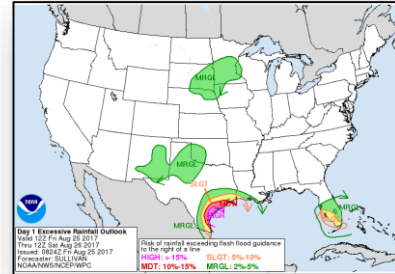 MRGL
MRGL
SLGT
MDT
HIGH
MRGL
MRGL
NOAA
Day 1 Excessive Rainfall Outlook
Valid 12Z Fri Aug 25 2017
Thru 12Z Sat Aug 26 2017
Issued: 0824Z Fri Aug 25 2017
Forecaster: SULLIVAN
NOAA/NWS/NCEP/WPC
Risk of rainfall exceeding flash flood guidance
to the right of a line
HIGH: > 15% SLGT: 5%-10%
MDT: 10%-15% MRGL: 2%-5%